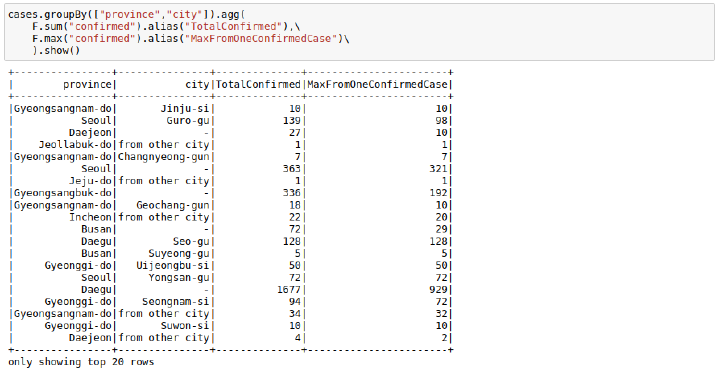 cases.groupBy(["province","city"]).agg(
    F.sum("confirmed").alias("TotalConfirmed"),\
    F.max("confirmed").alias("MaxFromOneConfirmedCase")\
    ).show()
+----------------+---------------+--------------+-----------------------+
|        province|           city|TotalConfirmed|MaxFromOneConfirmedCase|
+----------------+---------------+--------------+-----------------------+
|Gyeongsangnam-do|       Jinju-si|            10|                     10|
|           Seoul|        Guro-gu|           139|                     98|
|         Daejeon|              -|            27|                     10|
|    Jeollabuk-do|from other city|             1|                      1|
|Gyeongsangnam-do|Changnyeong-gun|             7|                      7|
|           Seoul|              -|           363|                    321|
|         Jeju-do|from other city|             1|                      1|
|Gyeongsangbuk-do|              -|           336|                    192|
|Gyeongsangnam-do|   Geochang-gun|            18|                     10|
|         Incheon|from other city|            22|                     20|
|           Busan|              -|            72|                     29|
|           Daegu|         Seo-gu|           128|                    128|
|           Busan|     Suyeong-gu|             5|                      5|
|     Gyeonggi-do|   Uijeongbu-si|            50|                     50|
|           Seoul|     Yongsan-gu|            72|                     72|
|           Daegu|              -|          1677|                    929|
|     Gyeonggi-do|    Seongnam-si|            94|                     72|
|Gyeongsangnam-do|from other city|            34|                     32|
|     Gyeonggi-do|       Suwon-si|            10|                     10|
|         Daejeon|from other city|             4|                      2|
+----------------+---------------+--------------+-----------------------+
only showing top 20 rows